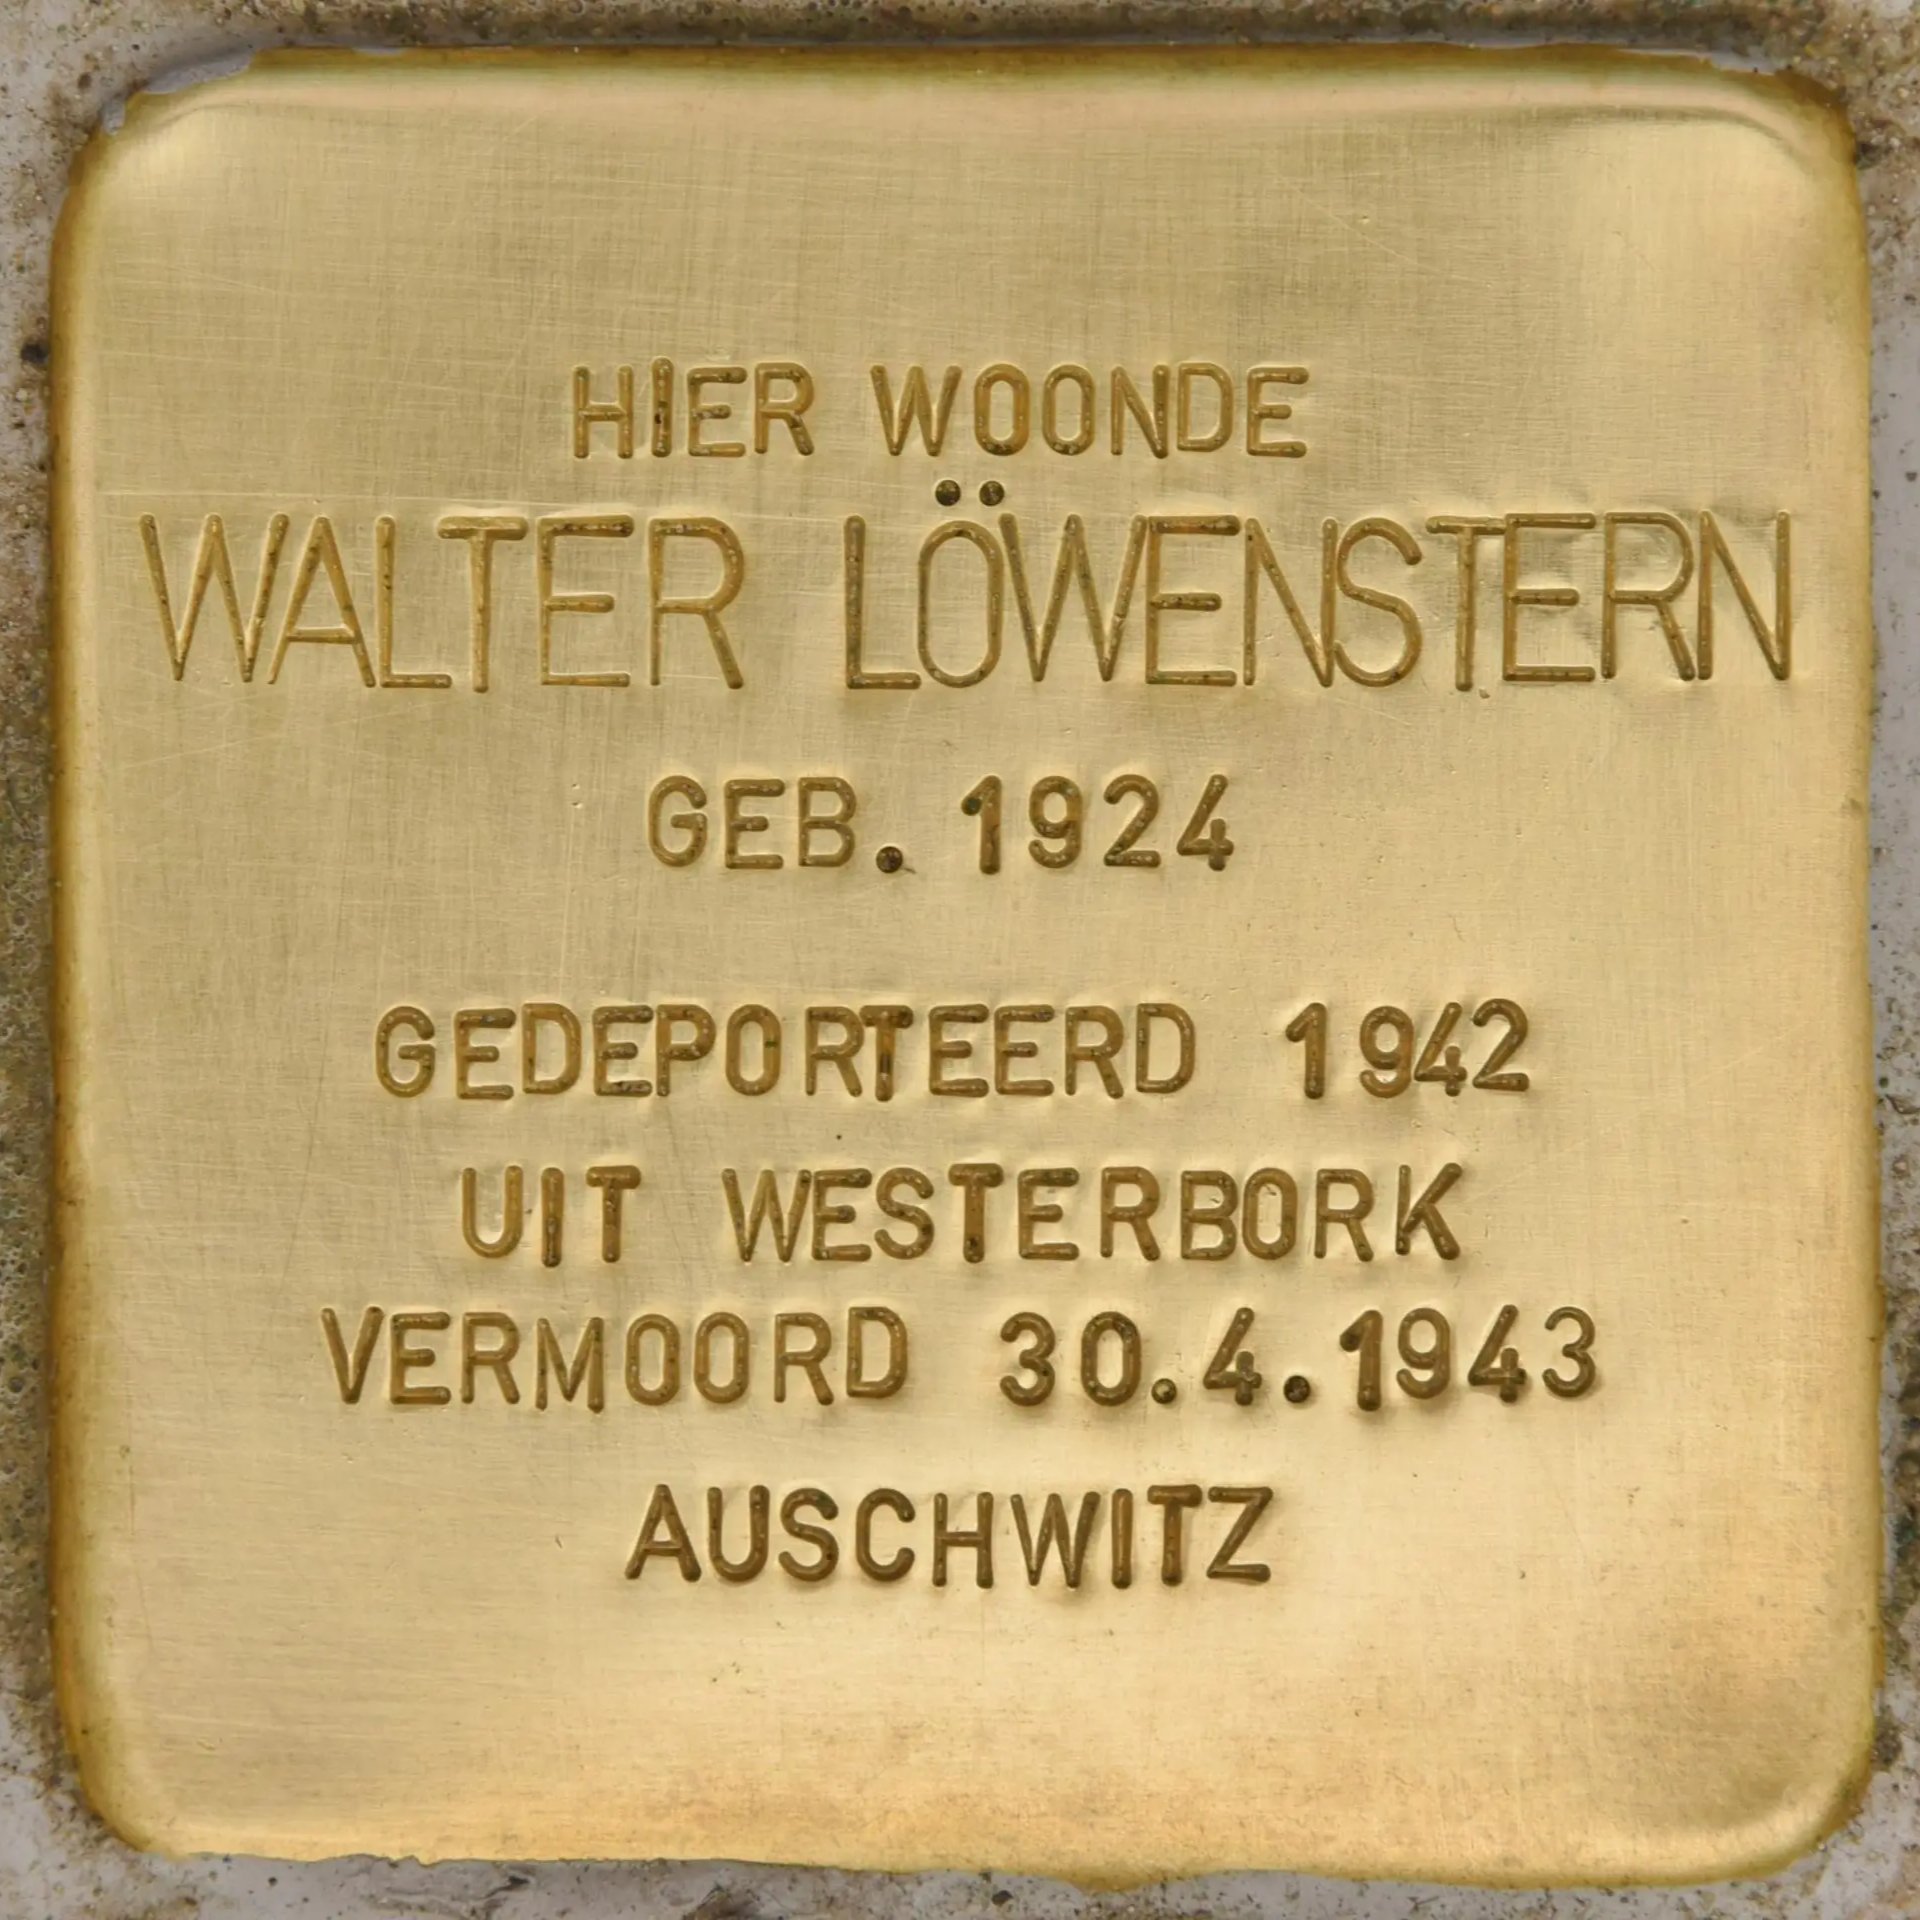 HIER WOONDE
WALTER LÖWENSTERN
GEB. 1924
GEDEPORTEERD 1942
UIT WESTERBORK
VERMOORD 30.4.1943
AUSCHWITZ